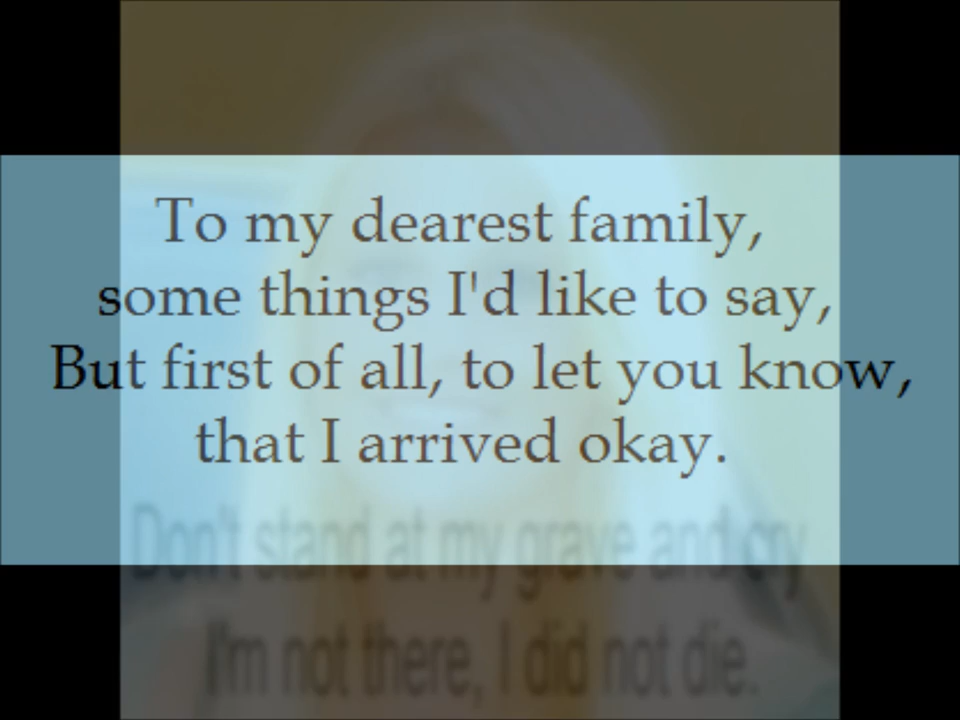 To my dearest family,
some things I'd like to say,
But first of all, to let you know,
that I arrived okay.
Don't stand at my grave and cry
I'm not there, I did not die.